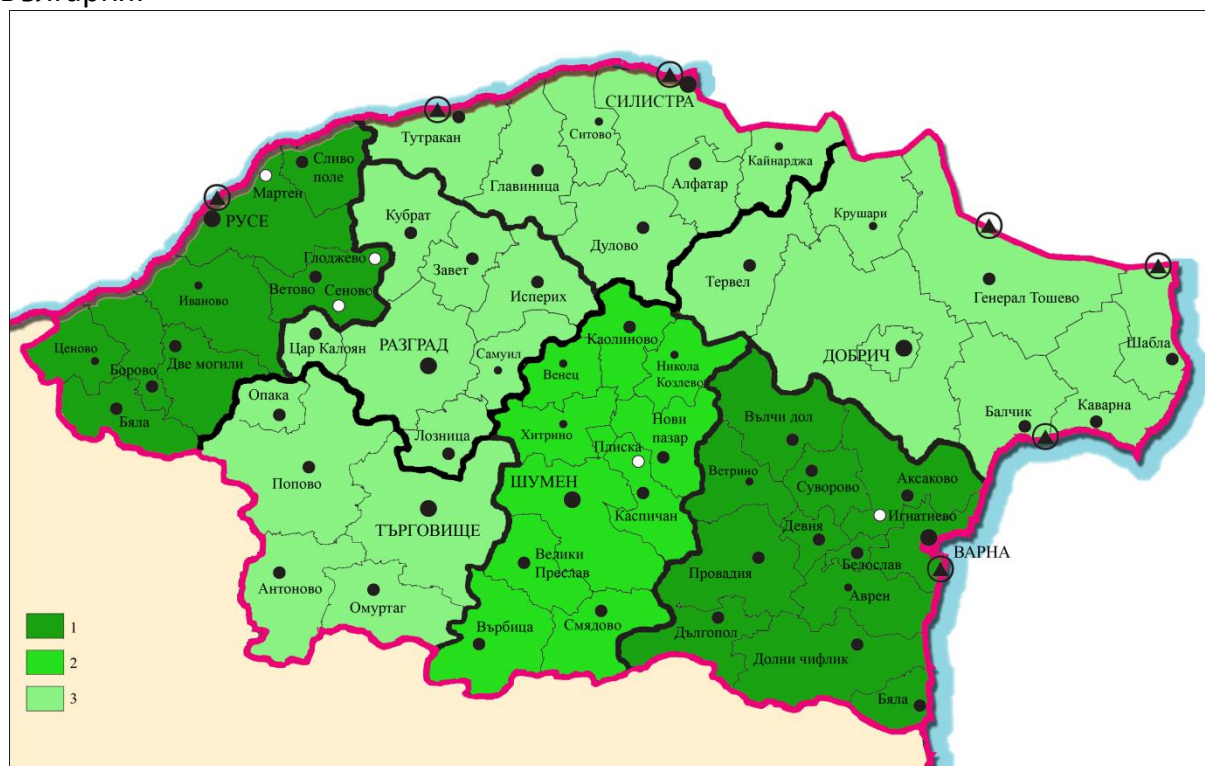 България.
СИЛИСТРА
Тутракан
Ситово
Кайнарджа
Главиница
Алфатар
Сливо
поле
Мартен
РУСЕ
Кубрат
Дулово
Крушари
Глоджево
Завет
Тервел
Ветово
Сеново
Исперих
Иваново
Генерал Тошево
Каолиново
Цар Калоян
РАЗГРАД
Самуил
Ценово
Две могили
Борово
Венец
Никола
Козлево
ДОБРИЧ
Шабла
Опака
Бяла
Балчик
Каварна
Лозница
Хитрино
Нови
пазар
Вълчи дол
Плиска
Попово
Ветрино
Суворово
Аксаково
ШУМЕН
Каспичан
Игнатиево
ТЪРГОВИЩЕ
Девня
ВАРНА
Велики
Преслав
Провадия
Белослав
Антоново
Омуртаг
Аврен
Върбица
Смядово
Дългопол
Долни чифлик
Бяла
1
2
3